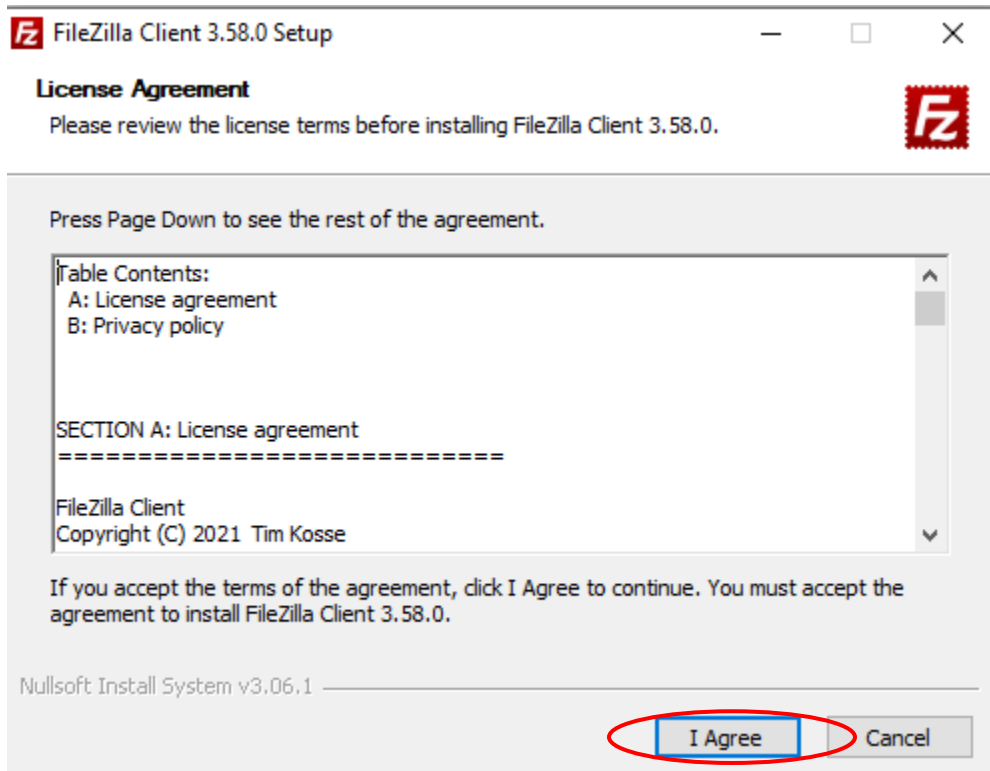 Fz FileZilla Client 3.58.0 Setup
License Agreement
Please review the license terms before installing FileZilla Client 3.58.0.
Fz
Press Page Down to see the rest of the agreement.
Table Contents:
A: License agreement
B: Privacy policy
SECTION A: License agreement
============================
FileZilla Client
Copyright (C) 2021 Tim Kosse
If you accept the terms of the agreement, click I Agree to continue. You must accept the
agreement to install FileZilla Client 3.58.0.
Nullsoft Install System v3.06.1
I Agree Cancel